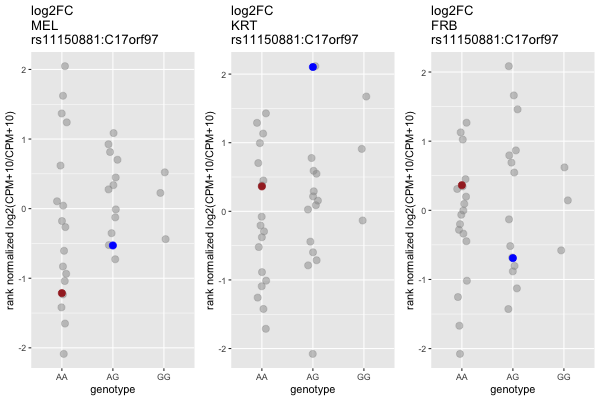 log2FC
MEL
rs11150881:C17orf97
rank normalized log2(CPM+10/CPM+10)
2
1
0
-1
-2
AA AG GG
genotype
log2FC
KRT
rs11150881:C17orf97
rank normalized log2(CPM+10/CPM+10)
2
1
0
-1
-2
AA AG GG
genotype
log2FC
FRB
rs11150881:C17orf97
rank normalized log2(CPM+10/CPM+10)
2
1
0
-1
-2
AA AG GG
genotype